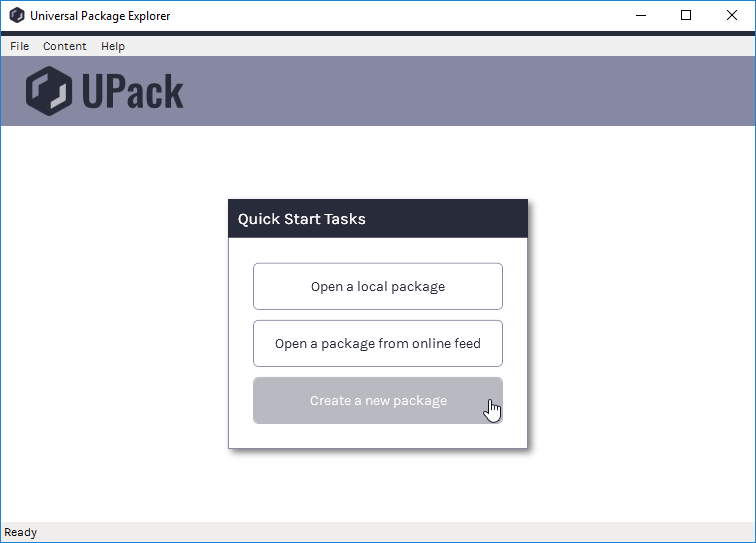 Universal Package Explorer
File Content Help
UPack
Quick Start Tasks
Open a local package
Open a package from online feed
Create a new package
Ready